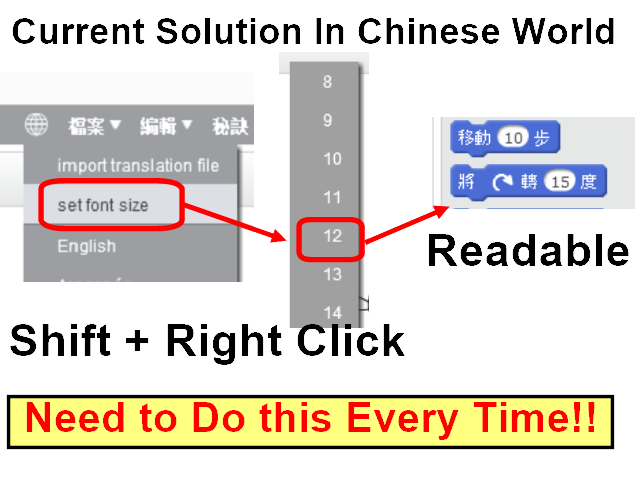 Current Solution In Chinese World
檔案▼ 編輯▼ 秘訣
import translation file
set font size
English
8
9
10
11
12
13
14
移動 10 步
將 ↻ 轉 15 度
Readable
Shift + Right Click
Need to Do this Every Time!!